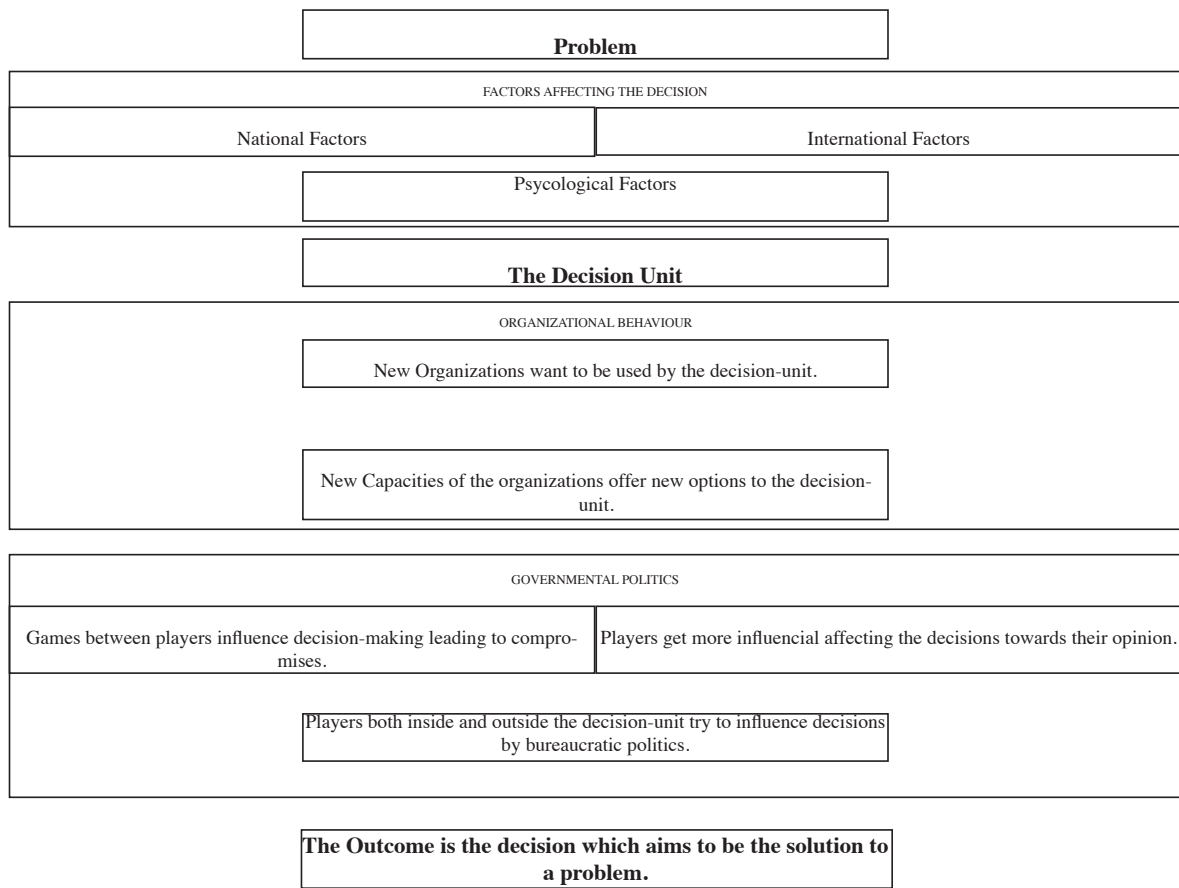 Problem
FACTORS AFFECTING THE DECISION
National Factors
International Factors
Psycological Factors
The Decision Unit
ORGANIZATIONAL BEHAVIOUR
New Organizations want to be used by the decision-unit.
New Capacities of the organizations offer new options to the decision-
unit.
GOVERNMENTAL POLITICS
Games between players influence decision-making leading to compro-
mises.
Players get more influencial affecting the decisions towards their opinion.
Players both inside and outside the decision-unit try to influence decisions
by bureaucratic politics.
The Outcome is the decision which aims to be the solution to
a problem.